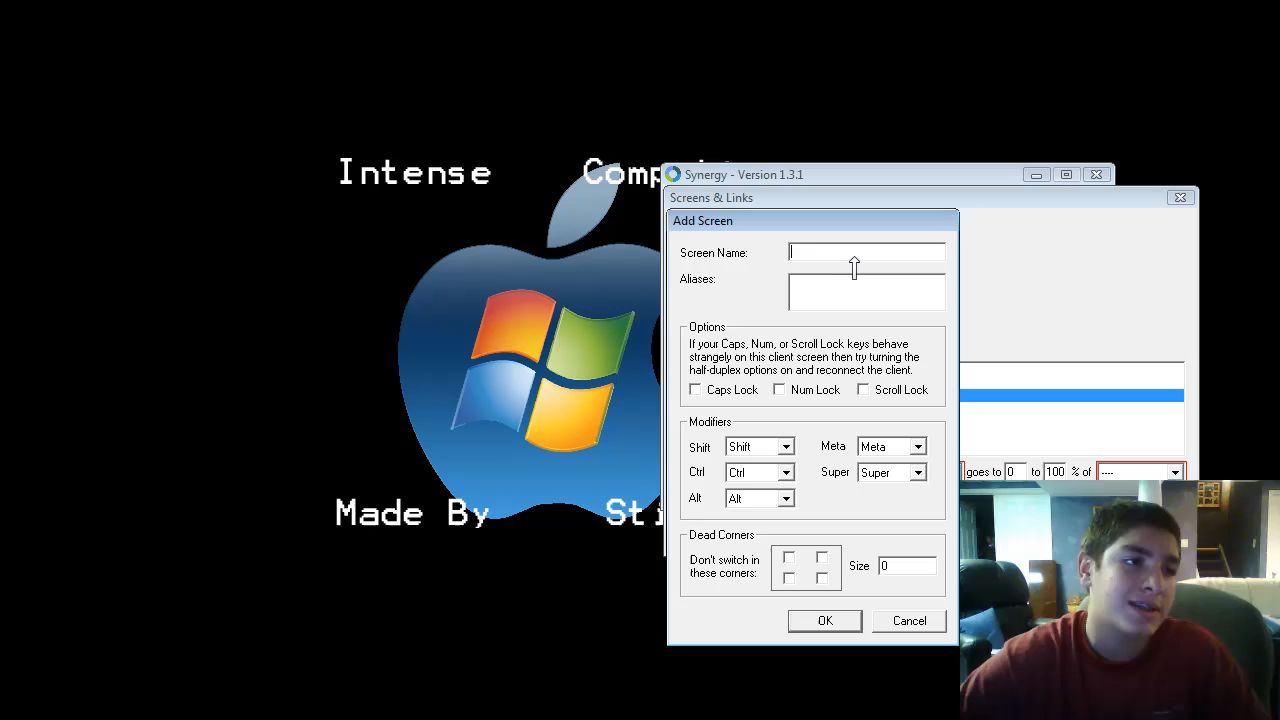 Intense
Synergy - Version 1.3.1
Screens & Links
Add Screen
Screen Name:
Aliases:
Options
If your Caps, Num, or Scroll Lock keys behave
strangely on this client screen then try turning the
half-duplex options on and reconnect the client.
Caps Lock Num Lock Scroll Lock
Modifiers
Shift Shift Meta Meta
Ctrl Ctrl Super Super
Alt Alt
goes to 0 to 100 % of ----
Made By
Dead Corners
Don't switch in
these corners:
Size 0
OK Cancel